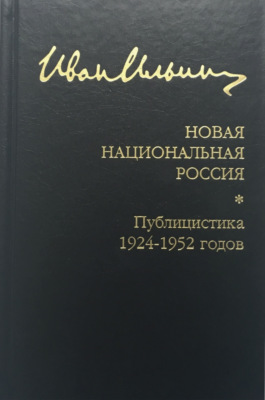 Иван Ильин
НОВАЯ
НАЦИОНАЛЬНАЯ
РОССИЯ
*
Публицистика
1924-1952 годов